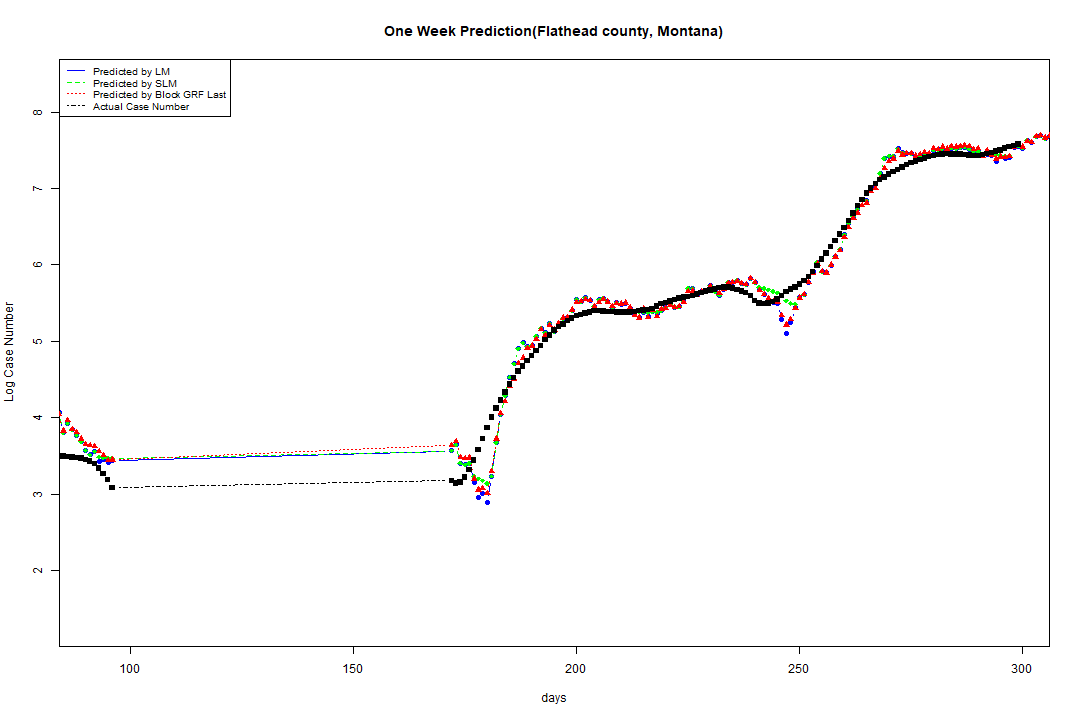 One Week Prediction(Flathead county, Montana)
Predicted by LM
Predicted by SLM
Predicted by Block GRF Last
Actual Case Number
8
7
6
5
4
3
2
Log Case Number
100 150 200 250 300
days